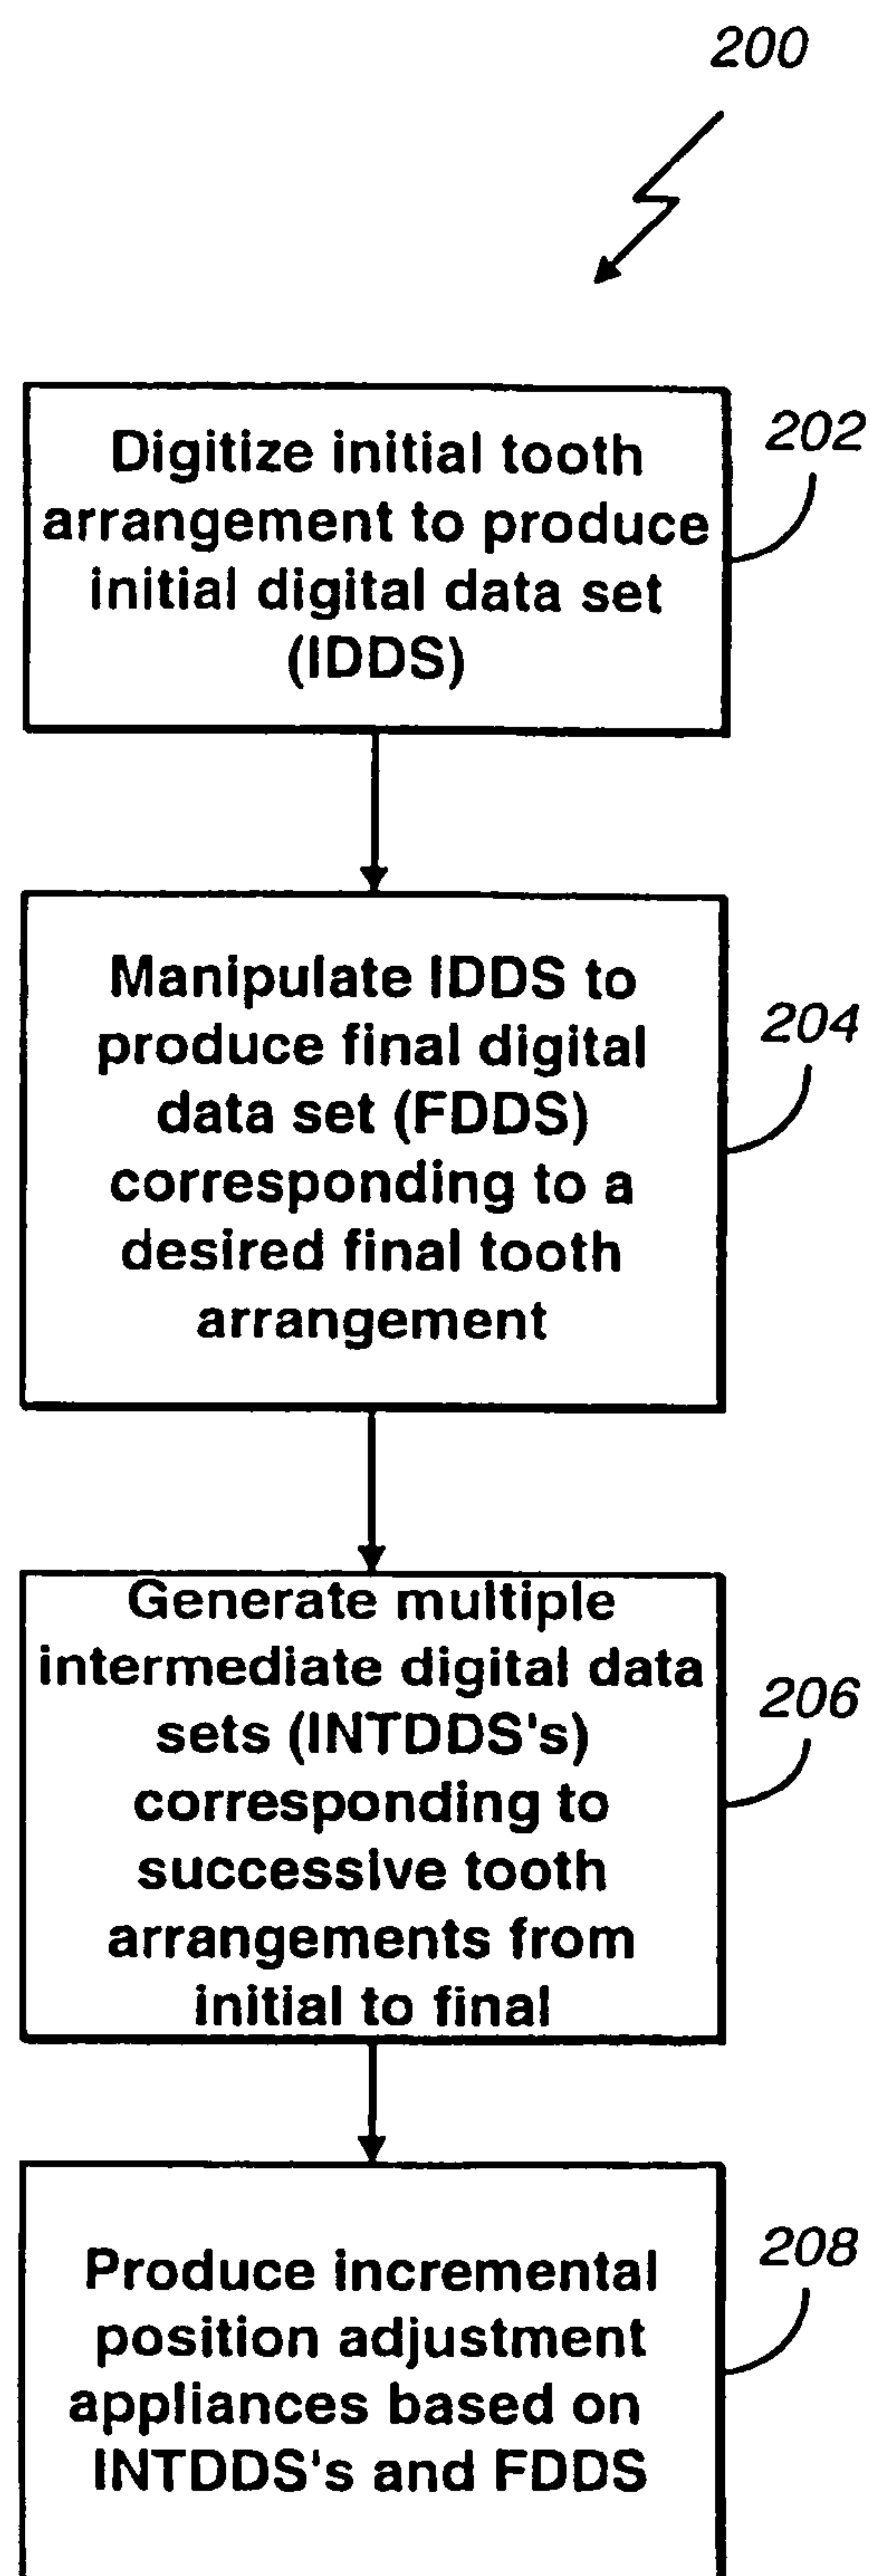 200
Digitize initial tooth
arrangement to produce
initial digital data set
(IDDS)
202
Manipulate IDDS to
produce final digital
data set (FDDS)
corresponding to a
desired final tooth
arrangement
204
Generate multiple
intermediate digital data
sets (INTDDS's)
corresponding to
successive tooth
arrangements from
initial to final
206
Produce incremental
position adjustment
appliances based on
INTDDS's and FDDS
208